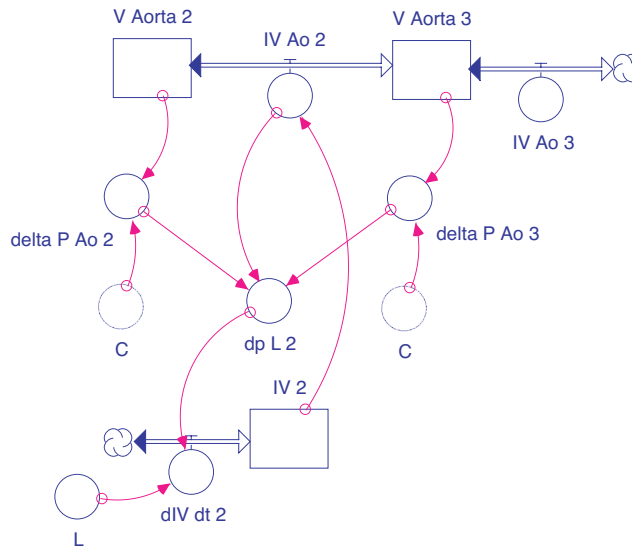 V Aorta 2
IV Ao 2
V Aorta 3
IV Ao 3
delta P Ao 2
delta P Ao 3
C
dp L 2
C
IV 2
dIV dt 2
L